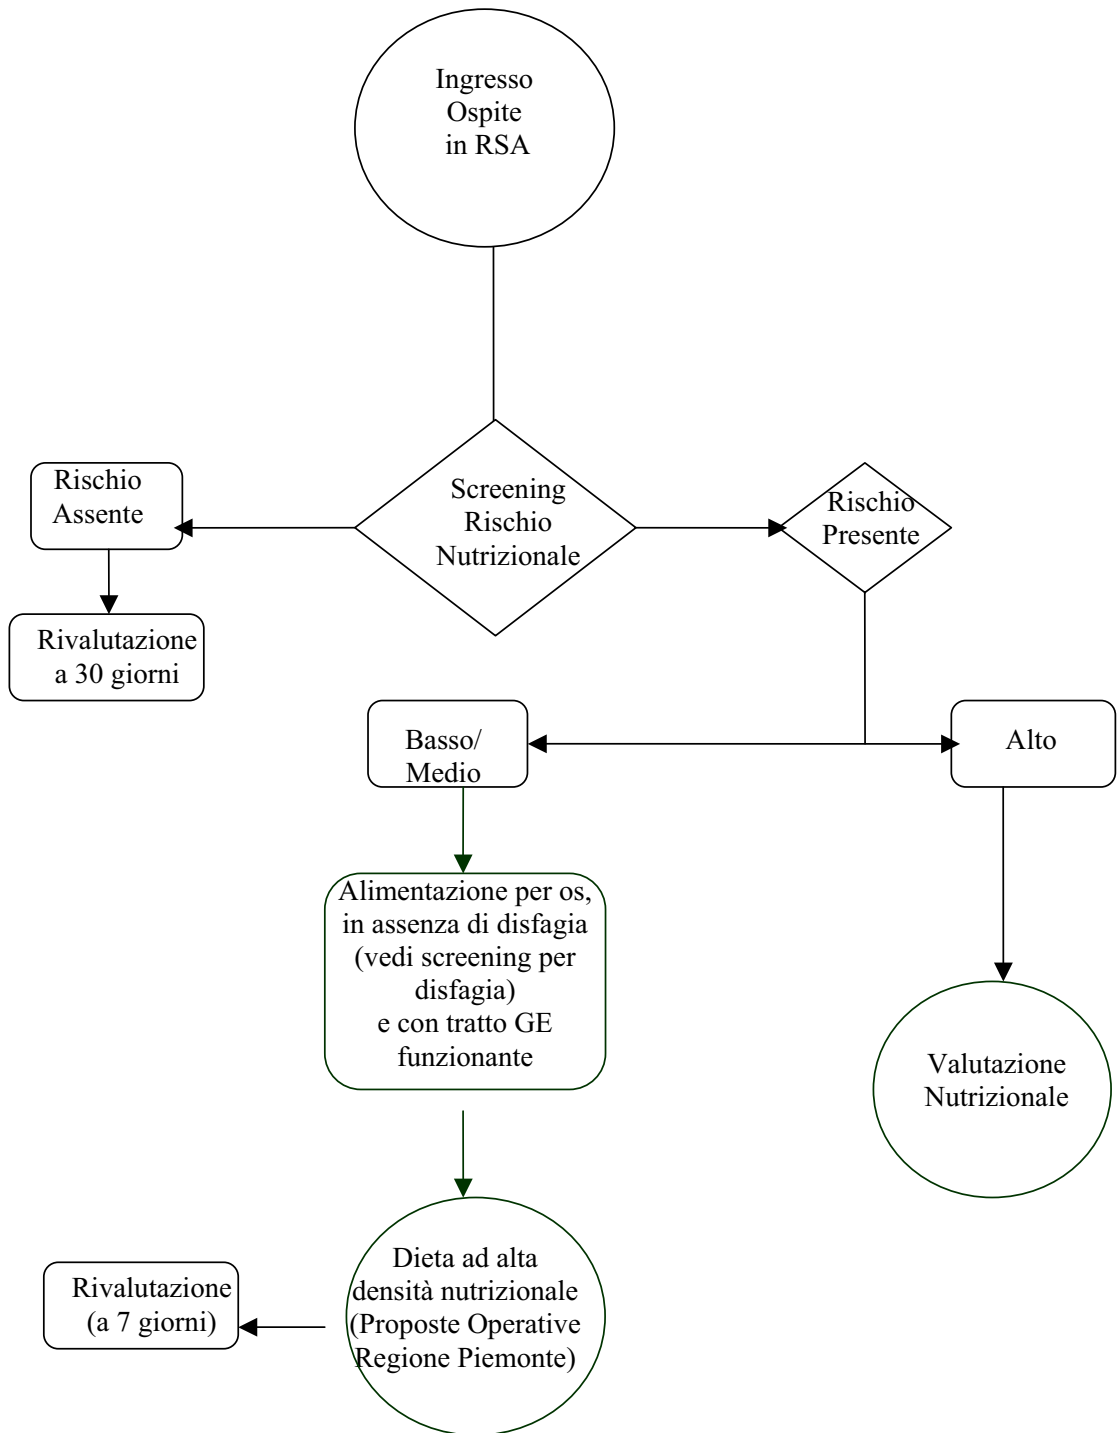 Ingresso
Ospite
in RSA
Rischio
Assente
Screening
Rischio
Nutrizionale
Rischio
Presente
Rivalutazione
a 30 giorni
Basso/
Medio
Alto
Alimentazione per os,
in assenza di disfagia
(vedi screening per
disfagia)
e con tratto GE
funzionante
Valutazione
Nutrizionale
Dieta ad alta
densità nutrizionale
(Proposte Operative
Regione Piemonte)
Rivalutazione
(a 7 giorni)